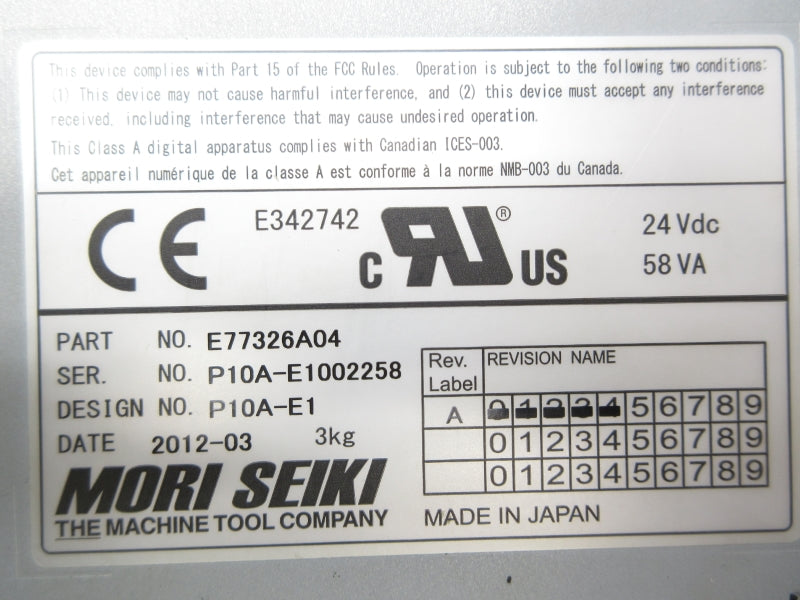 This device complies with Part 15 of the FCC Rules. Operation is subject to the following two conditions:
(1) This device may not cause harmful interference, and (2) this device must accept any interference
received, including interference that may cause undesired operation.
This Class A digital apparatus complies with Canadian ICES-003.
Cet appareil numérique de la classe A est conforme à la norme NMB-003 du Canada.
CE E342742 c RU ® US 24 Vdc
58 VA
PART NO. E77326A04
SER. NO. P10A-E1002258
DESIGN NO. P10A-E1
DATE 2012-03 3kg
Rev. Label REVISION NAME
A 0 1 2 3 4 5 6 7 8 9
0 1 2 3 4 5 6 7 8 9
0 1 2 3 4 5 6 7 8 9
MORI SEIKI
THE MACHINE TOOL COMPANY
MADE IN JAPAN